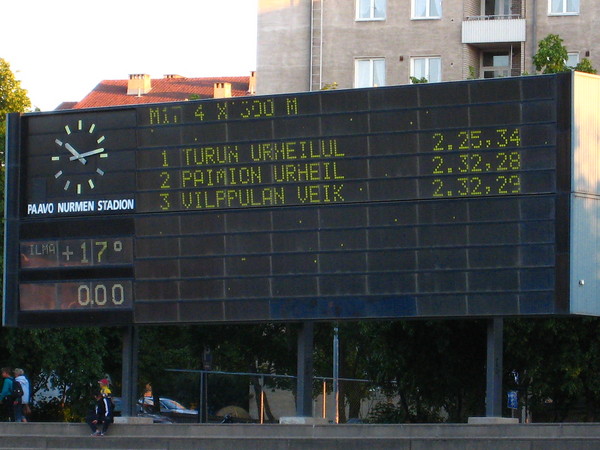 M17 4 X 300 M
1 TURUN URHEILUL 2.25,34
2 PAIMION URHEIL 2.32,28
3 VILPPULAN VEIK 2.32,29
PAAVO NURMEN STADION
ILMA +17°
0.00